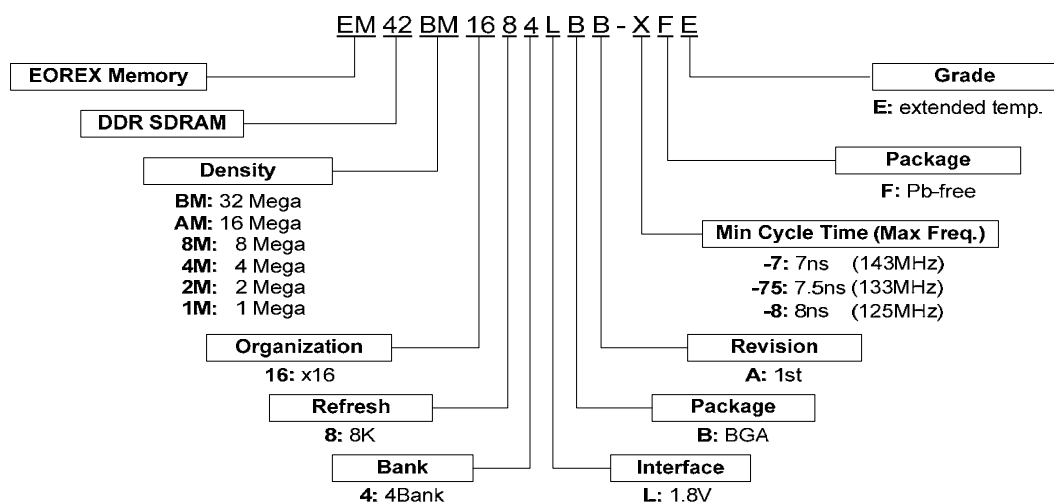 EM 42 BM 16 8 4 L B B - X F E
EOREX Memory
DDR SDRAM
Density
BM: 32 Mega
AM: 16 Mega
8M: 8 Mega
4M: 4 Mega
2M: 2 Mega
1M: 1 Mega
Organization
16: x16
Refresh
8: 8K
Bank
4: 4Bank
Grade
E: extended temp.
Package
F: Pb-free
Min Cycle Time (Max Freq.)
-7: 7ns (143MHz)
-75: 7.5ns (133MHz)
-8: 8ns (125MHz)
Revision
A: 1st
Package
B: BGA
Interface
L: 1.8V